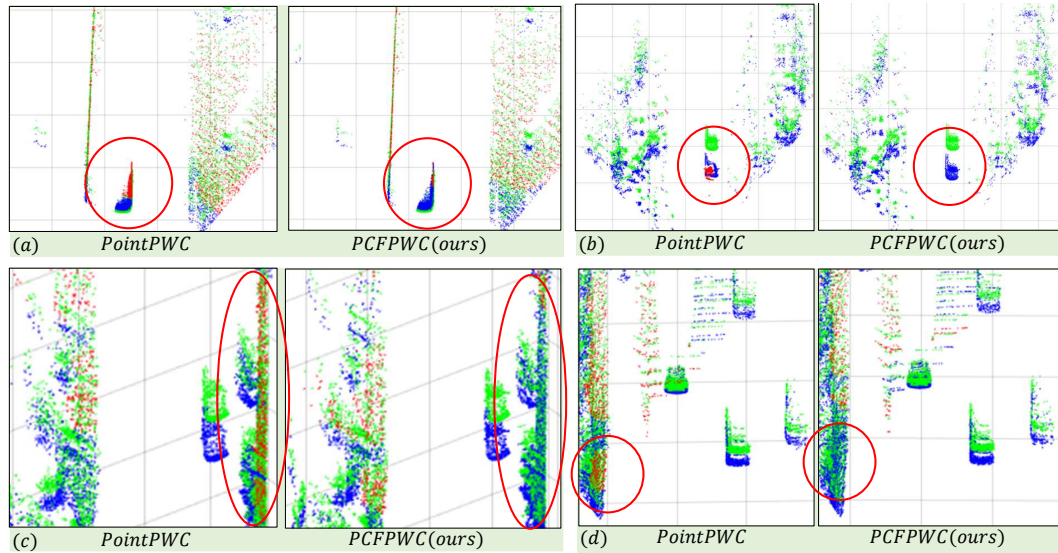 (a) PointPWC PCFPWC(ours)
(b) PointPWC PCFPWC(ours)
(c) PointPWC PCFPWC(ours)
(d) PointPWC PCFPWC(ours)